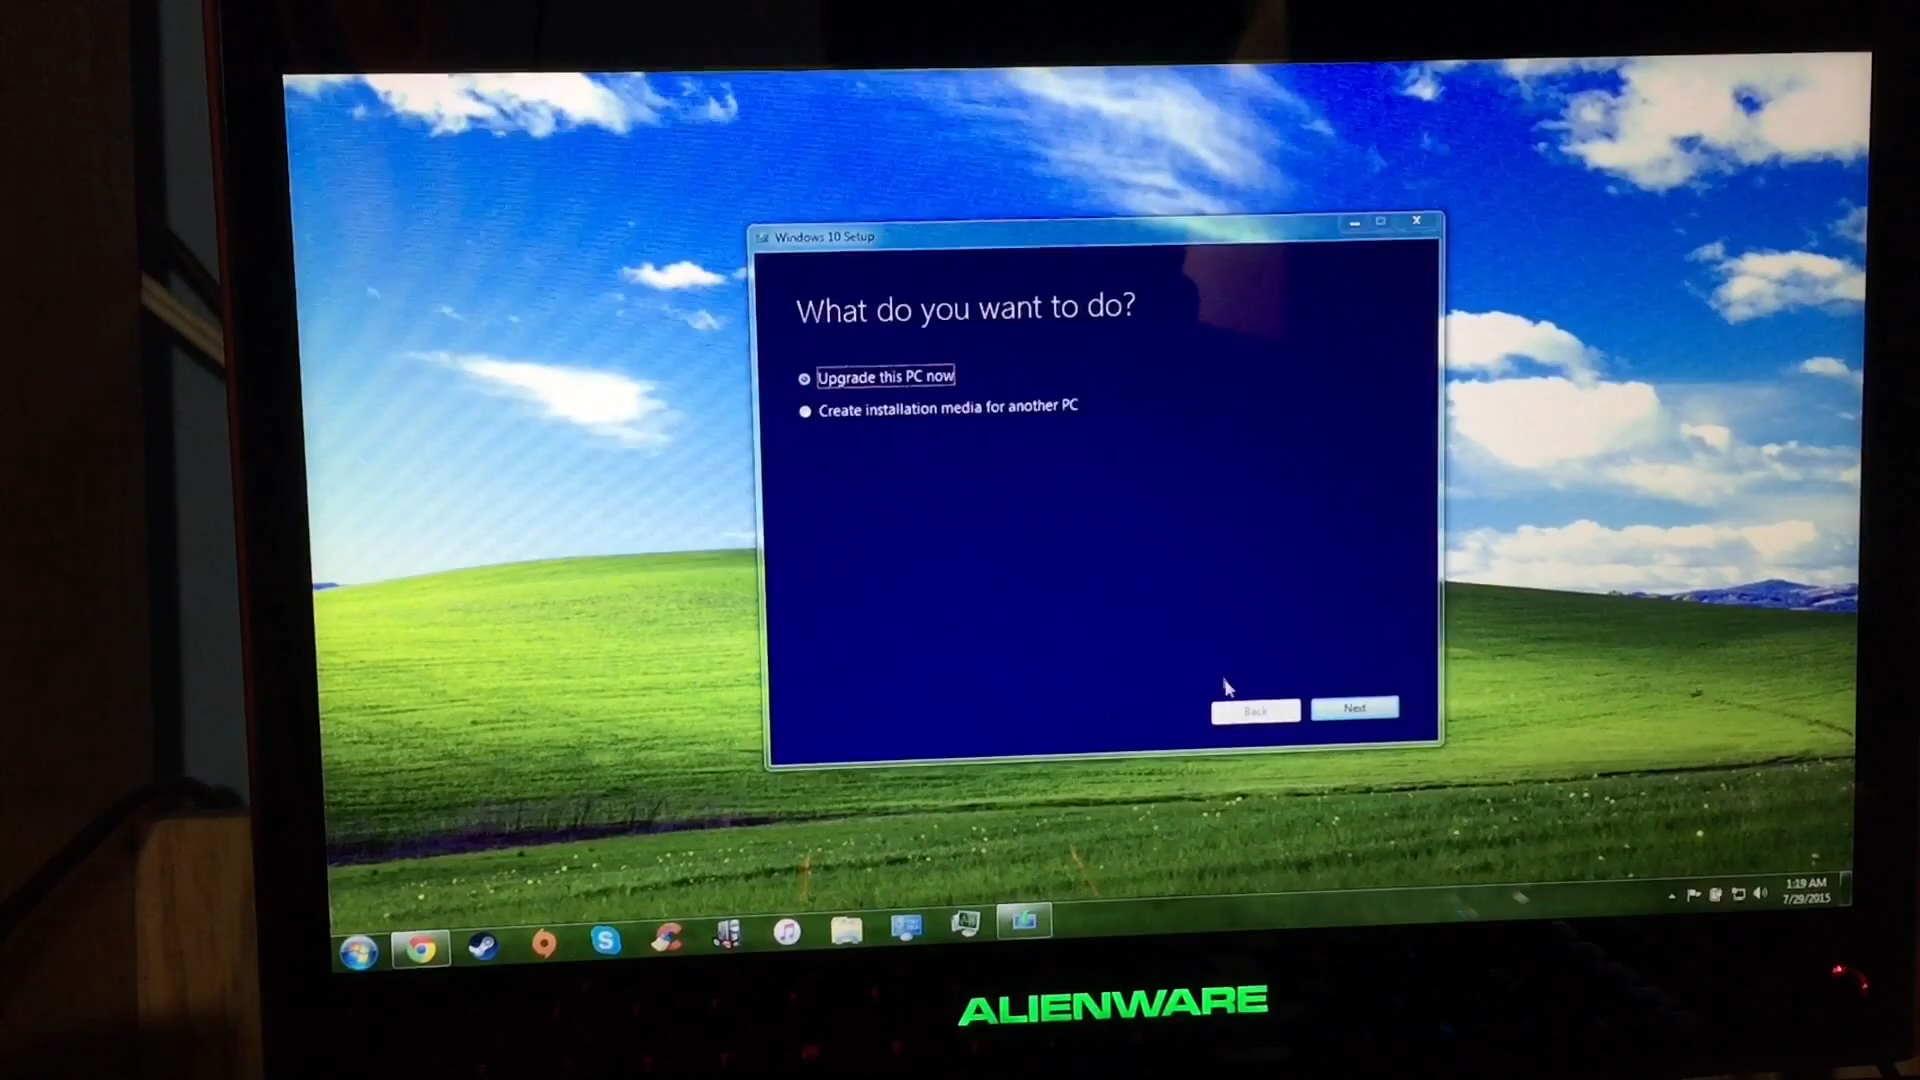 Windows 10 Setup
What do you want to do?
Upgrade this PC now
Create installation media for another PC
Back
Next
1:19 AM
7/29/2015
ALIENWARE